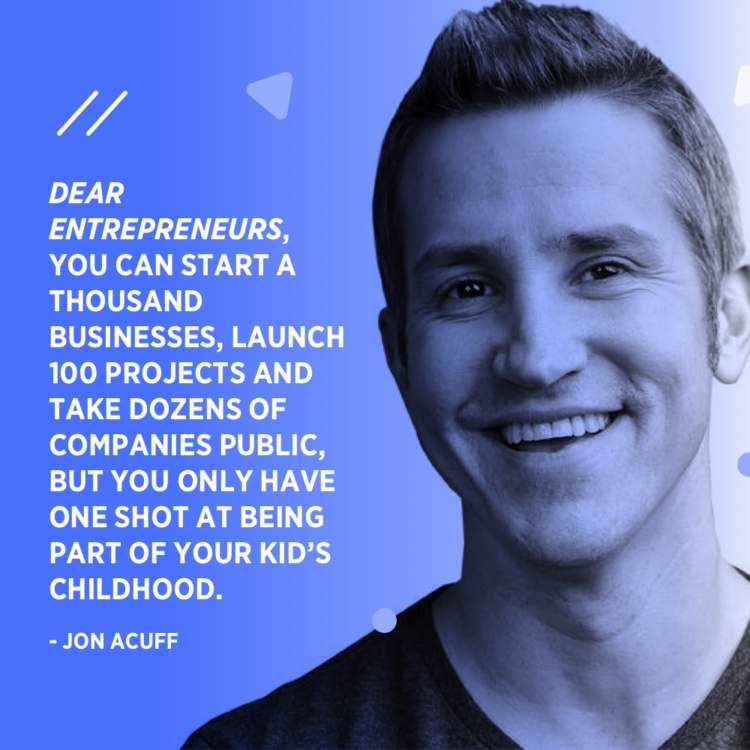 DEAR
ENTREPRENEURS,
YOU CAN START A
THOUSAND
BUSINESSES, LAUNCH
100 PROJECTS AND
TAKE DOZENS OF
COMPANIES PUBLIC,
BUT YOU ONLY HAVE
ONE SHOT AT BEING
PART OF YOUR KID’S
CHILDHOOD.
- JON ACUFF